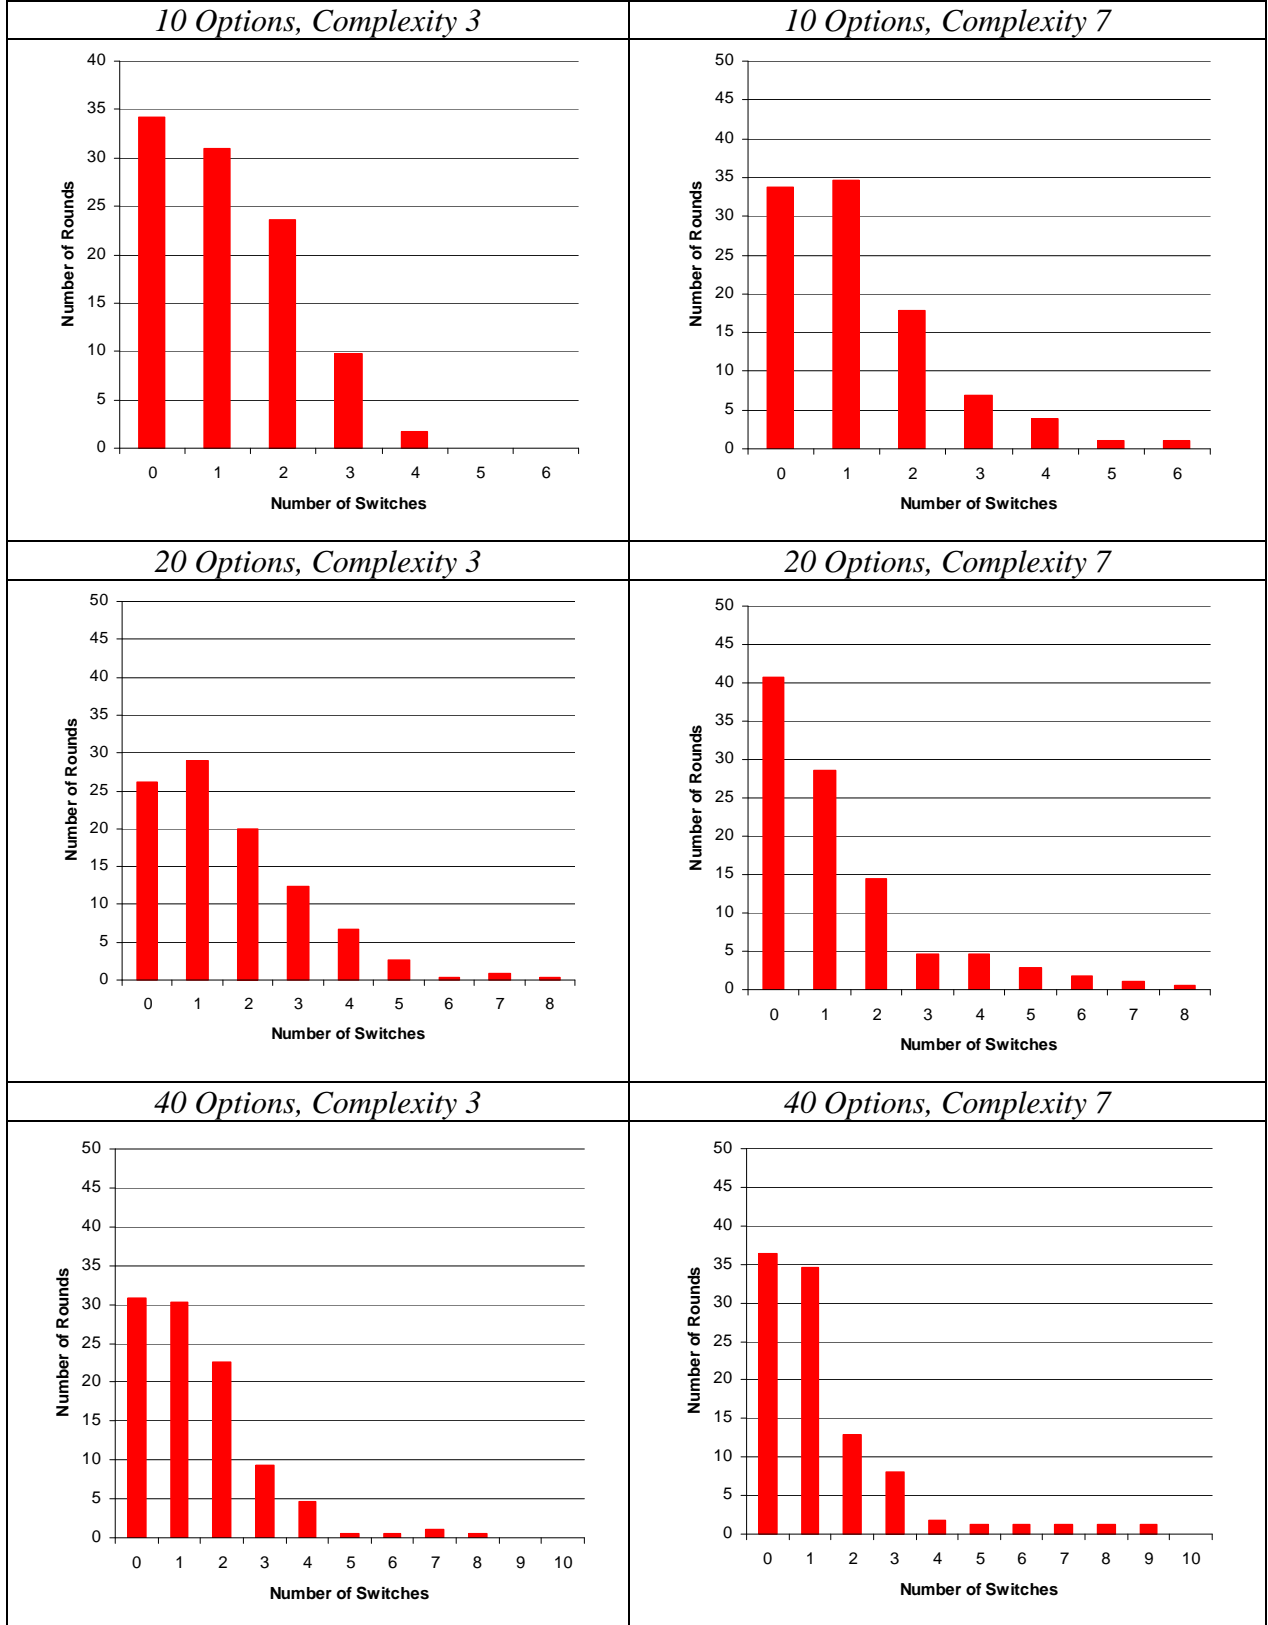 10 Options, Complexity 3
10 Options, Complexity 7
40
35
30
25
20
15
10
5
0
Number of Rounds
0 1 2 3 4 5 6
Number of Switches
50
45
40
35
30
25
20
15
10
5
0
Number of Rounds
0 1 2 3 4 5 6
Number of Switches
20 Options, Complexity 3
20 Options, Complexity 7
50
45
40
35
30
25
20
15
10
5
0
Number of Rounds
0 1 2 3 4 5 6 7 8
Number of Switches
50
45
40
35
30
25
20
15
10
5
0
Number of Rounds
0 1 2 3 4 5 6 7 8
Number of Switches
40 Options, Complexity 3
40 Options, Complexity 7
50
45
40
35
30
25
20
15
10
5
0
Number of Rounds
0 1 2 3 4 5 6 7 8 9 10
Number of Switches
50
45
40
35
30
25
20
15
10
5
0
Number of Rounds
0 1 2 3 4 5 6 7 8 9 10
Number of Switches